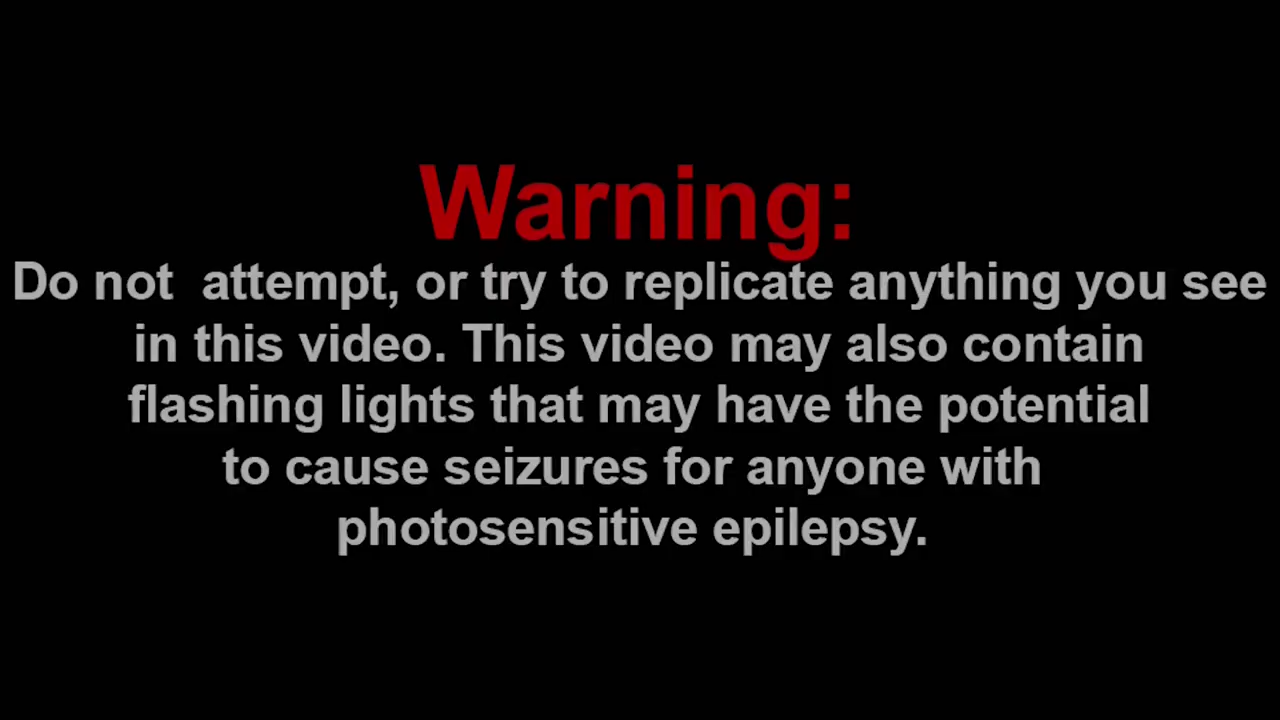 Warning:
Do not  attempt, or try to replicate anything you see
in this video. This video may also contain
flashing lights that may have the potential
to cause seizures for anyone with
photosensitive epilepsy.